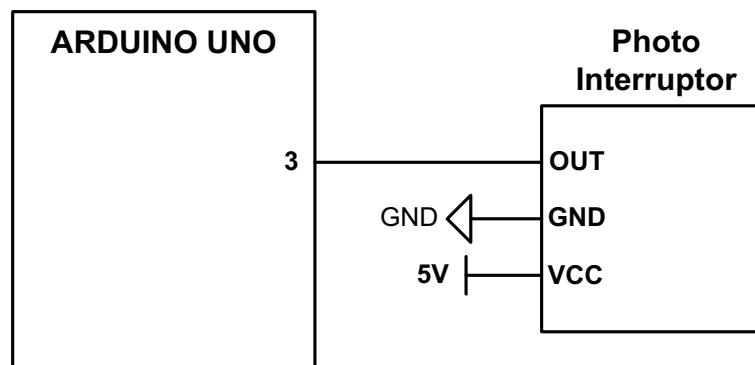 ARDUINO UNO
Photo
Interruptor
3
OUT
GND
GND
5V
VCC